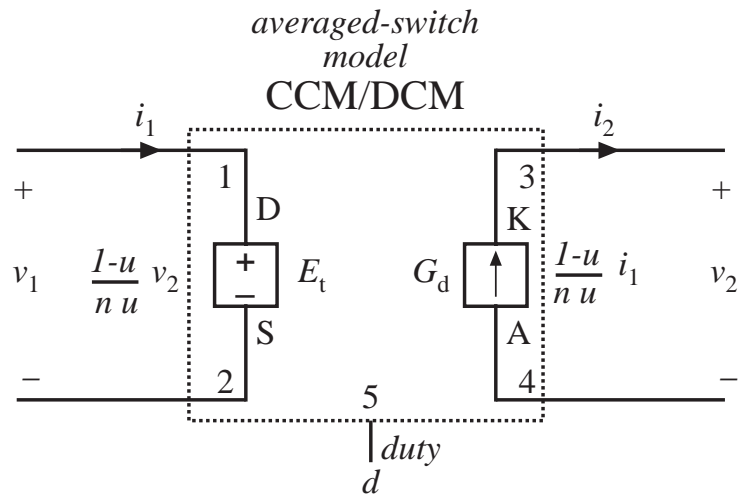 averaged-switch
model
CCM/DCM
i1
i2
1
3
+
+
D
K
v1
1-u
n u
v2
+
−
Et
Gd
1-u
n u
i1
v2
S
A
−
−
2
4
5
duty
d